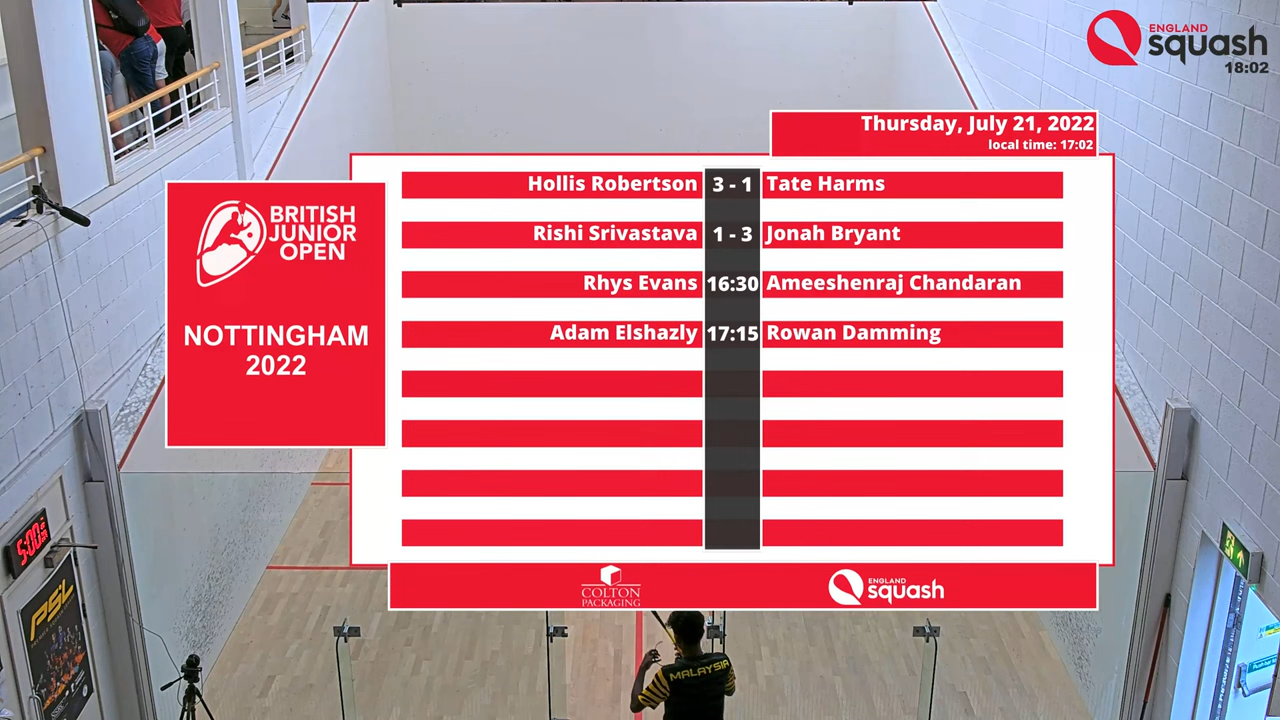 ENGLAND
squash
18:02
Thursday, July 21, 2022
local time: 17:02
BRITISH
JUNIOR
OPEN
NOTTINGHAM
2022
Hollis Robertson 3 - 1 Tate Harms
Rishi Srivastava 1 - 3 Jonah Bryant
Rhys Evans 16:30 Ameeshenraj Chandaran
Adam Elshazly 17:15 Rowan Damming
COLTON
PACKAGING
ENGLAND
squash
5:00
PSL
MALAYSIA